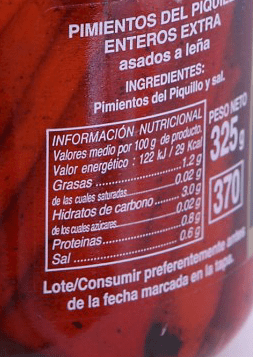 PIMIENTOS DEL PIQUILLO
ENTEROS EXTRA
asados a leña
INGREDIENTES:
Pimientos del Piquillo y sal.
INFORMACIÓN NUTRICIONAL
Valores medio por 100 g de producto.
Valor energético : 122 kJ / 29 Kcal
Grasas .................. 1.2 g
de las cuales saturadas .......... 0.02 g
Hidratos de carbono ..... 3.0 g
de los cuales azúcares .......... 0.02 g
Proteínas .................. 0.8 g
Sal .................. 0.6 g
PESO NETO
325 g
370
Lote/Consumir preferentemente antes
de la fecha marcada en la tapa.